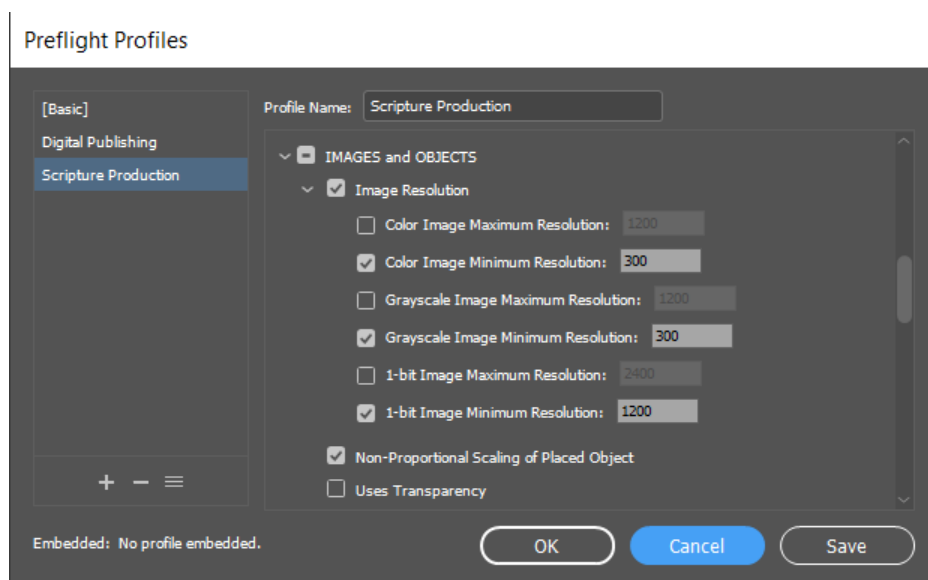 Preflight Profiles
[Basic]
Digital Publishing
Scripture Production
Profile Name: Scripture Production
IMAGES and OBJECTS
Image Resolution
Color Image Maximum Resolution: 1200
Color Image Minimum Resolution: 300
Grayscale Image Maximum Resolution: 1200
Grayscale Image Minimum Resolution: 300
1-bit Image Maximum Resolution: 2400
1-bit Image Minimum Resolution: 1200
Non-Proportional Scaling of Placed Object
Uses Transparency
Embedded: No profile embedded.
OK Cancel Save